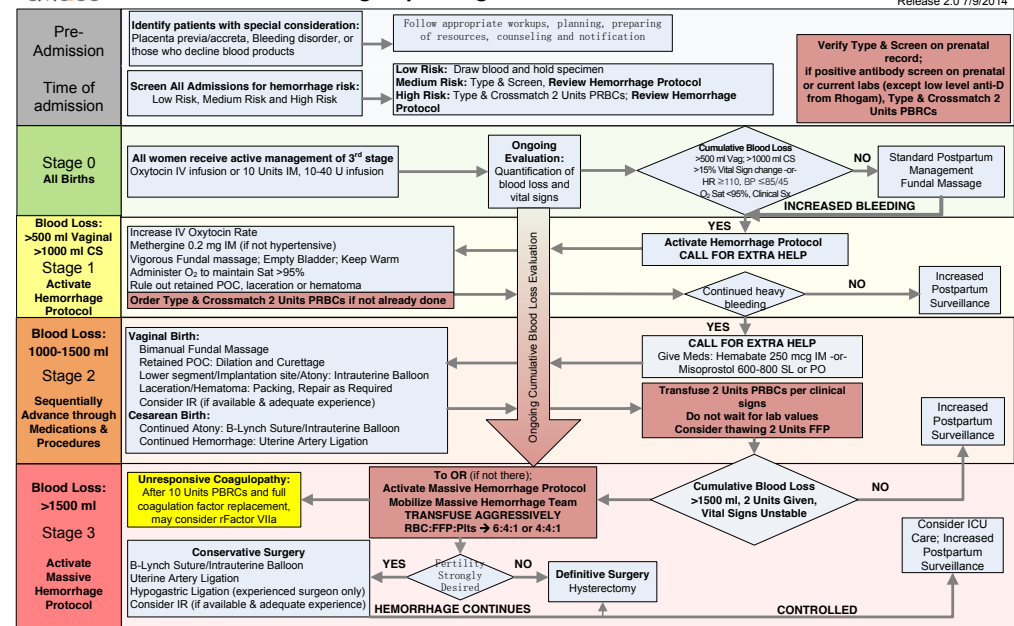 Release 2.0 7/9/2014
Pre-
Admission
Identify patients with special consideration:
Placenta previa/accreta, Bleeding disorder, or
those who decline blood products
Follow appropriate workups, planning, preparing
of resources, counseling and notification
Verify Type & Screen on prenatal
record;
if positive antibody screen on prenatal
or current labs (except low level anti-D
from Rhogam), Type & Crossmatch 2
Units PBRCs
Time of
admission
Screen All Admissions for hemorrhage risk:
Low Risk, Medium Risk and High Risk
Low Risk: Draw blood and hold specimen
Medium Risk: Type & Screen, Review Hemorrhage Protocol
High Risk: Type & Crossmatch 2 Units PRBCs; Review Hemorrhage
Protocol
Stage 0
All Births
All women receive active management of 3rd stage
Oxytocin IV infusion or 10 Units IM, 10-40 U infusion
Ongoing
Evaluation:
Quantification of
blood loss and
vital signs
Cumulative Blood Loss
>500 ml Vag; >1000 ml CS
>15% Vital Sign change -or-
HR ≥110, BP ≤85/45
O2 Sat <95%, Clinical Sx
NO
Standard Postpartum
Management
Fundal Massage
INCREASED BLEEDING
YES
Blood Loss:
>500 ml Vaginal
>1000 ml CS
Stage 1
Activate
Hemorrhage
Protocol
Increase IV Oxytocin Rate
Methergine 0.2 mg IM (if not hypertensive)
Vigorous Fundal massage; Empty Bladder; Keep Warm
Administer O2 to maintain Sat >95%
Rule out retained POC, laceration or hematoma
Order Type & Crossmatch 2 Units PRBCs if not already done
Ongoing Cumulative Blood Loss Evaluation
Activate Hemorrhage Protocol
CALL FOR EXTRA HELP
Continued heavy
bleeding
NO
Increased
Postpartum
Surveillance
YES
Blood Loss:
1000-1500 ml
Stage 2
Sequentially
Advance through
Medications &
Procedures
Vaginal Birth:
Bimanual Fundal Massage
Retained POC: Dilation and Curettage
Lower segment/Implantation site/Atony: Intrauterine Balloon
Laceration/Hematoma: Packing, Repair as Required
Consider IR (if available & adequate experience)
Cesarean Birth:
Continued Atony: B-Lynch Suture/Intrauterine Balloon
Continued Hemorrhage: Uterine Artery Ligation
CALL FOR EXTRA HELP
Give Meds: Hemabate 250 mcg IM -or-
Misoprostol 600-800 SL or PO
Transfuse 2 Units PRBCs per clinical
signs
Do not wait for lab values
Consider thawing 2 Units FFP
Increased
Postpartum
Surveillance
Blood Loss:
>1500 ml
Stage 3
Activate
Massive
Hemorrhage
Protocol
Unresponsive Coagulopathy:
After 10 Units PBRCs and full
coagulation factor replacement,
may consider rFactor VIIa
To OR (if not there);
Activate Massive Hemorrhage Protocol
Mobilize Massive Hemorrhage Team
TRANSFUSE AGGRESSIVELY
RBC:FFP:Plts → 6:4:1 or 4:4:1
Cumulative Blood Loss
>1500 ml, 2 Units Given,
Vital Signs Unstable
NO
Consider ICU
Care; Increased
Postpartum
Surveillance
Conservative Surgery
B-Lynch Suture/Intrauterine Balloon
Uterine Artery Ligation
Hypogastric Ligation (experienced surgeon only)
Consider IR (if available & adequate experience)
YES
Fertility
Strongly
Desired
NO
Definitive Surgery
Hysterectomy
HEMORRHAGE CONTINUES
CONTROLLED